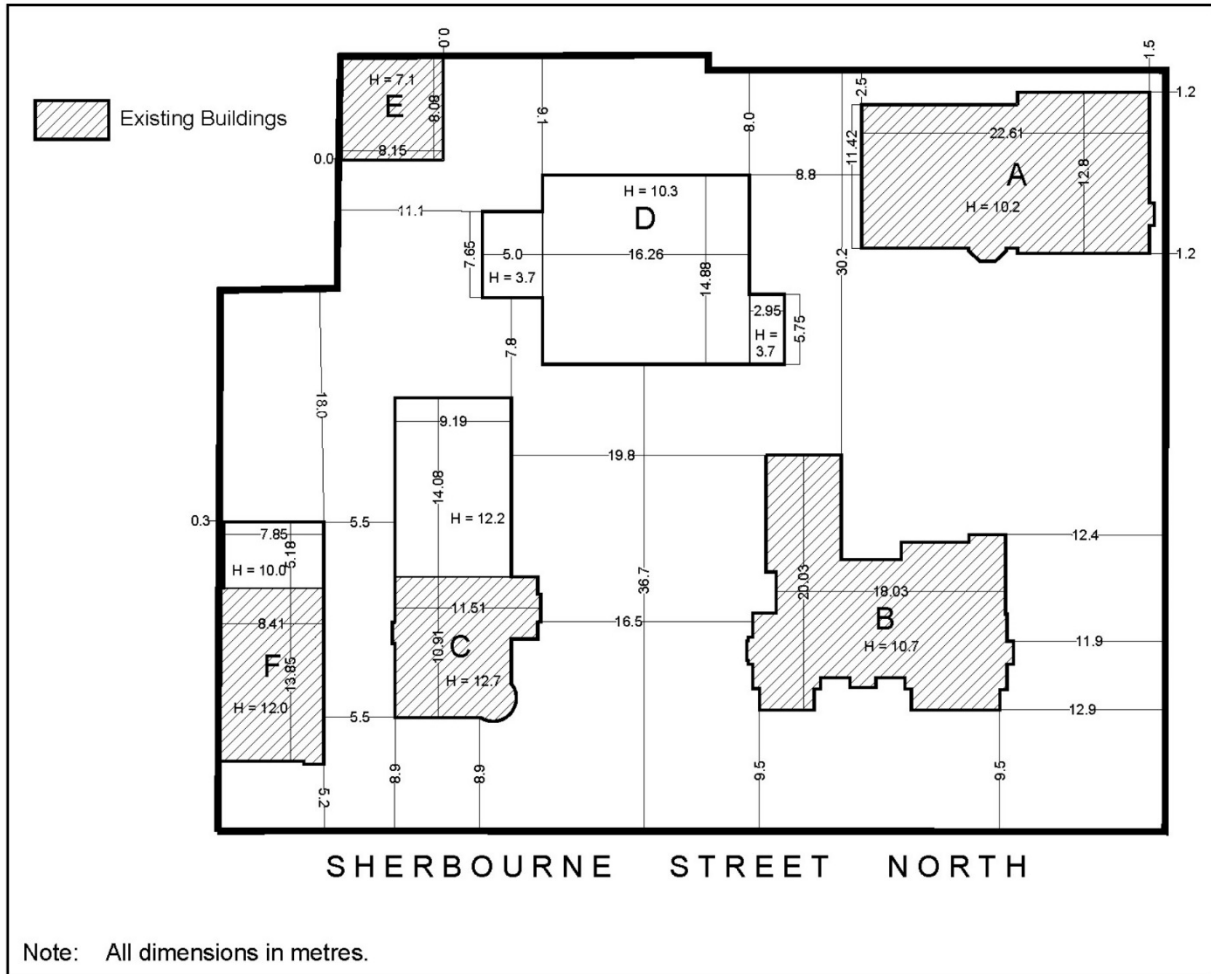 0.0
1.5
2.5
1.2
H = 7.1
E
8.08
8.15
0.0
Existing Buildings
9.1
8.0
22.61
11.42
12.8
A
H = 10.2
1.2
8.8
H = 10.3
D
11.1
7.65
5.0
H = 3.7
16.26
14.88
30.2
2.95
H =
3.7
5.75
7.8
18.0
9.19
19.8
14.08
H = 12.2
0.3
7.85
5.18
H = 10.0
5.5
12.4
36.7
20.03
18.03
B
H = 10.7
11.51
16.5
10.91
C
H = 12.7
8.41
F
13.85
H = 12.0
11.9
12.9
5.5
5.2
8.9
8.9
9.5
9.5
SHERBOURNE STREET NORTH
Note: All dimensions in metres.